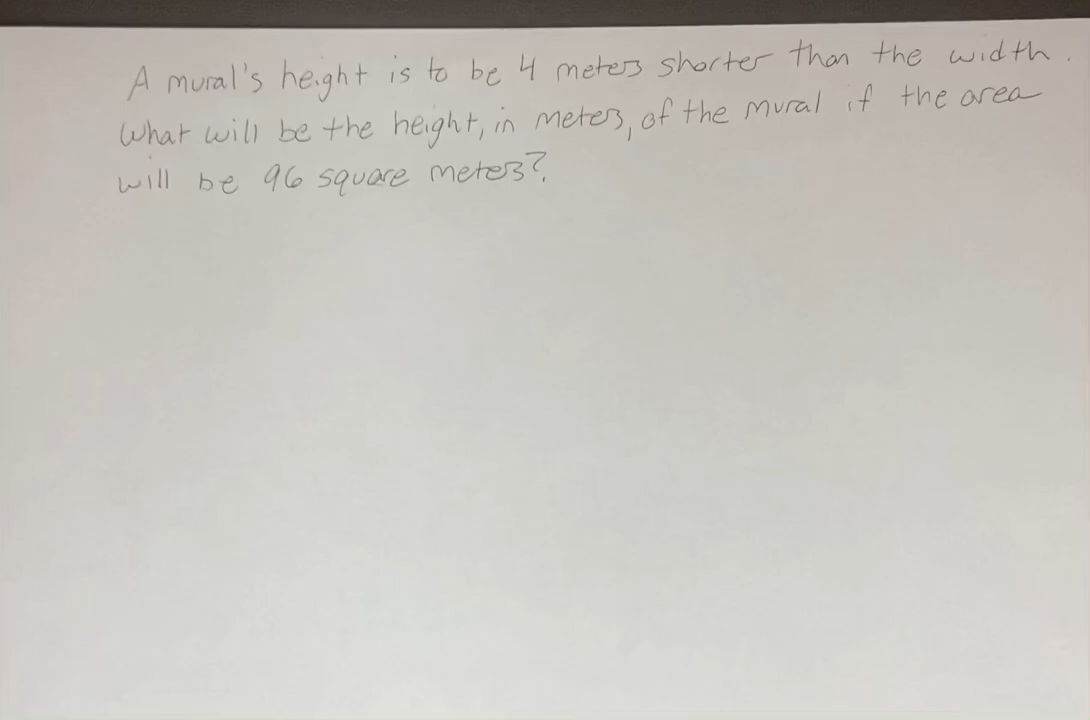 A mural's height is to be 4 meters shorter than the width.
What will be the height, in meters, of the mural if the area
will be 96 square meters?